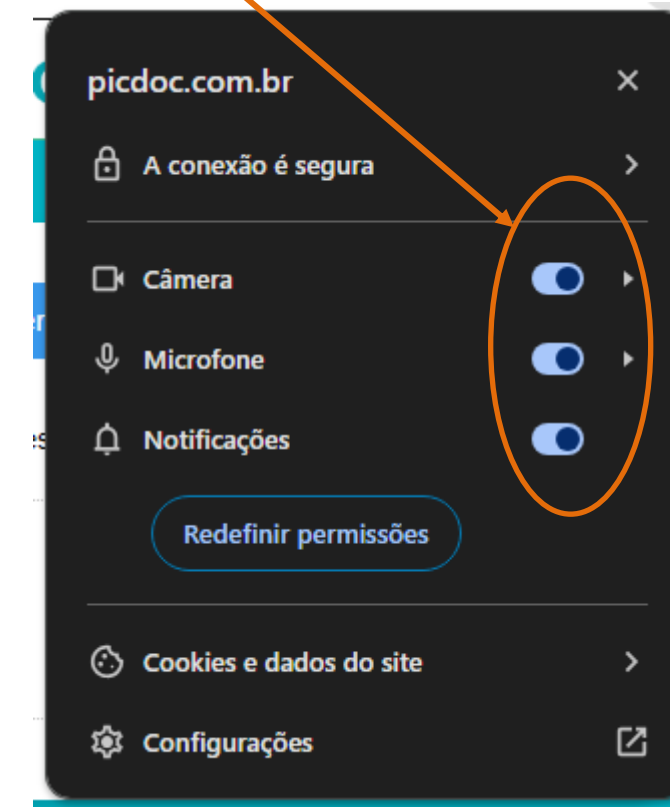 picdoc.com.br
A conexão é segura
Câmera
Microfone
Notificações
Redefinir permissões
Cookies e dados do site
Configurações